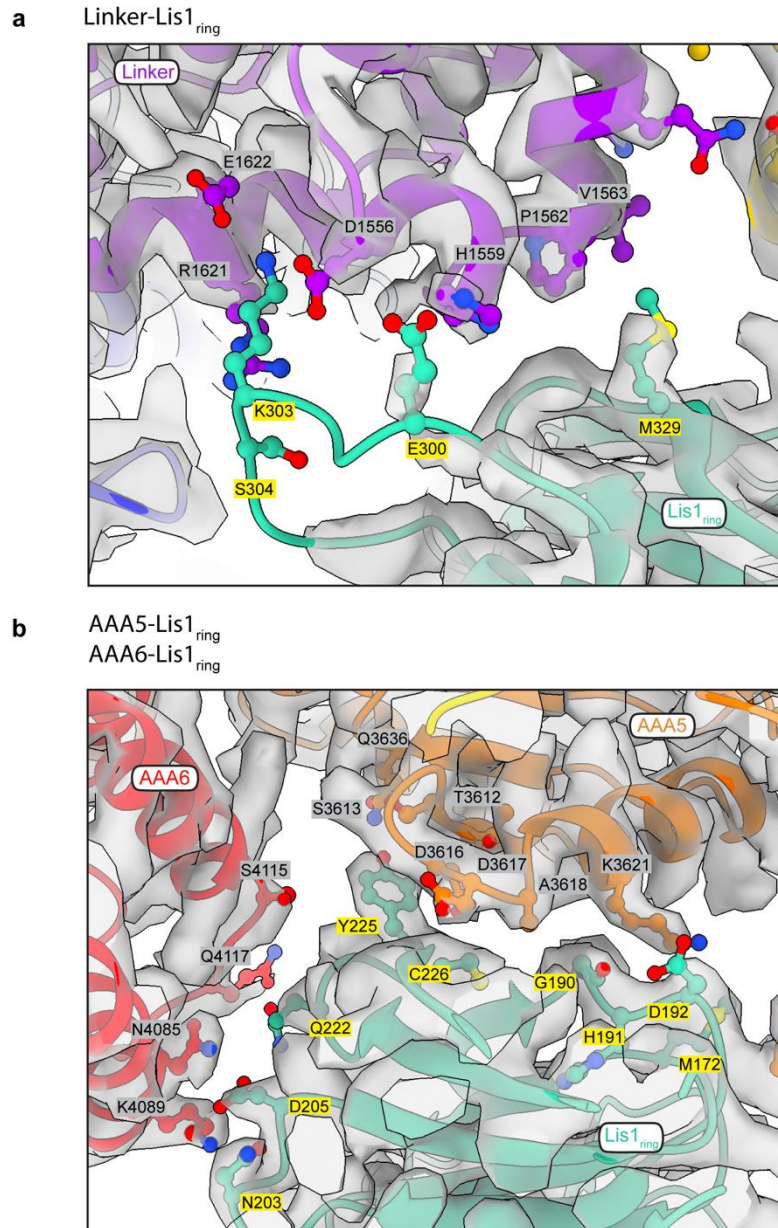 a
Linker-Lis1ring
Linker
E1622
D1556
V1563
P1562
H1559
R1621
K303
M329
E300
S304
Lis1ring
b
AAA5-Lis1ring
AAA6-Lis1ring
AAA5
Q3636
AAA6
T3612
S3613
D3616
D3617
K3621
S4115
A3618
Y225
Q4117
C226
G190
D192
Q222
H191
N4085
M172
D205
K4089
Lis1ring
N203